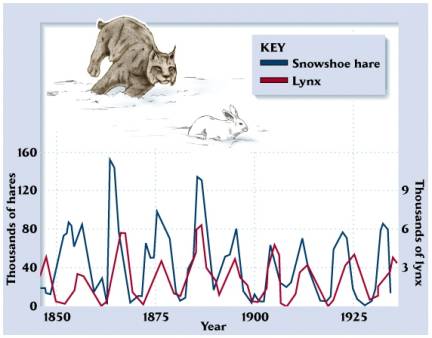 KEY
Snowshoe hare
Lynx
Thousands of hares
160
120
80
40
0
9
6
3
Thousands of lynx
1850
1875
1900
1925
Year